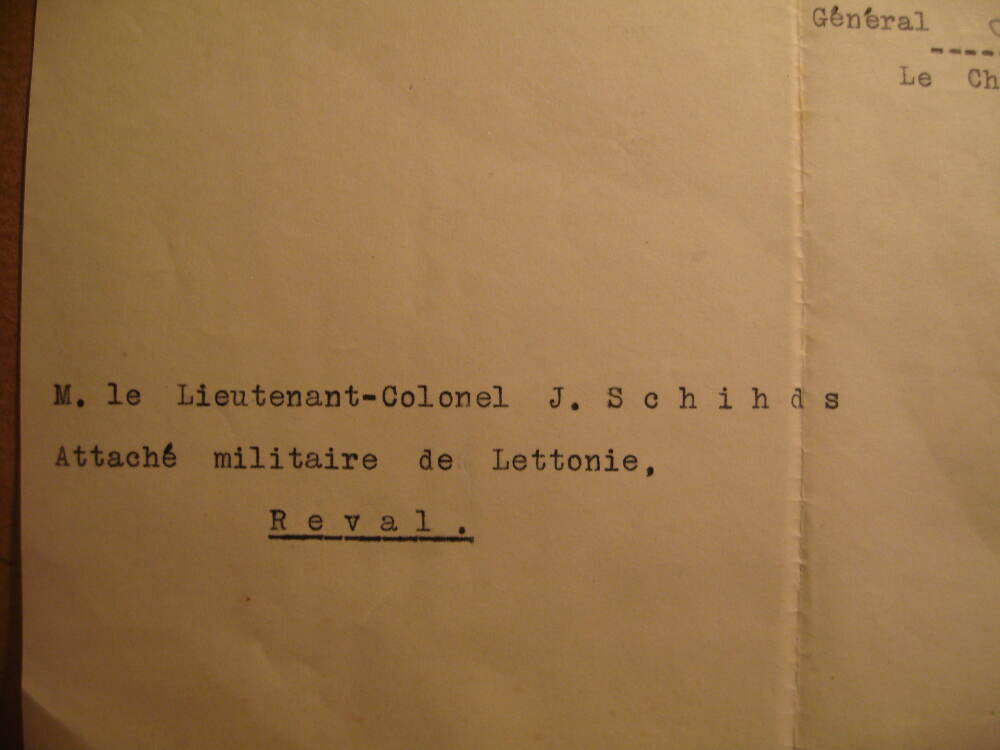 Général
----
Le Ch
M. le Lieutenant-Colonel J. S c h i h d s
Attaché militaire de Lettonie,
R e v a l .